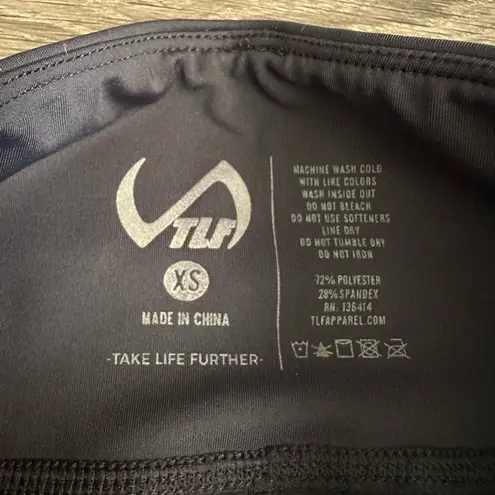 TLF
XS
MADE IN CHINA
-TAKE LIFE FURTHER-
MACHINE WASH COLD
WITH LIKE COLORS
WASH INSIDE OUT
DO NOT BLEACH
DO NOT USE SOFTENERS
LINE DRY
DO NOT TUMBLE DRY
DO NOT IRON
72% POLYESTER
28% SPANDEX
RN: 136414
TLFAPPAREL.COM